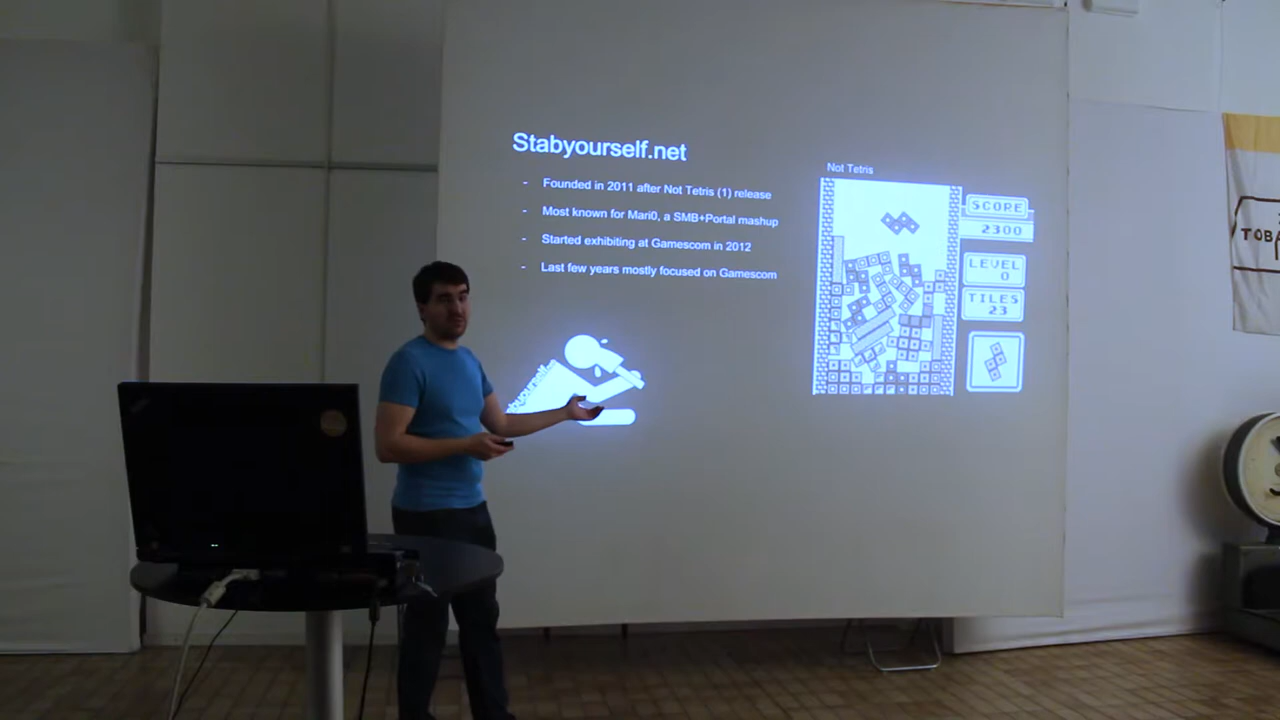 Stabyourself.net
- Founded in 2011 after Not Tetris (1) release
- Most known for Mari0, a SMB+Portal mashup
- Started exhibiting at Gamescom in 2012
- Last few years mostly focused on Gamescom
Not Tetris
SCORE
2300
LEVEL
0
TILES
23